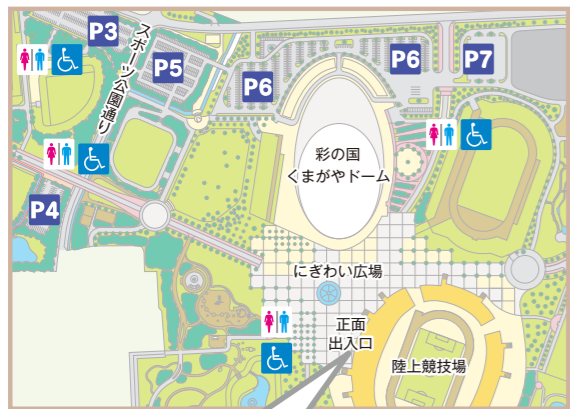 P3
スポーツ公園通り
P5
P6
P6
P7
P4
彩の国
くまがやドーム
にぎわい広場
正面
出入口
陸上競技場